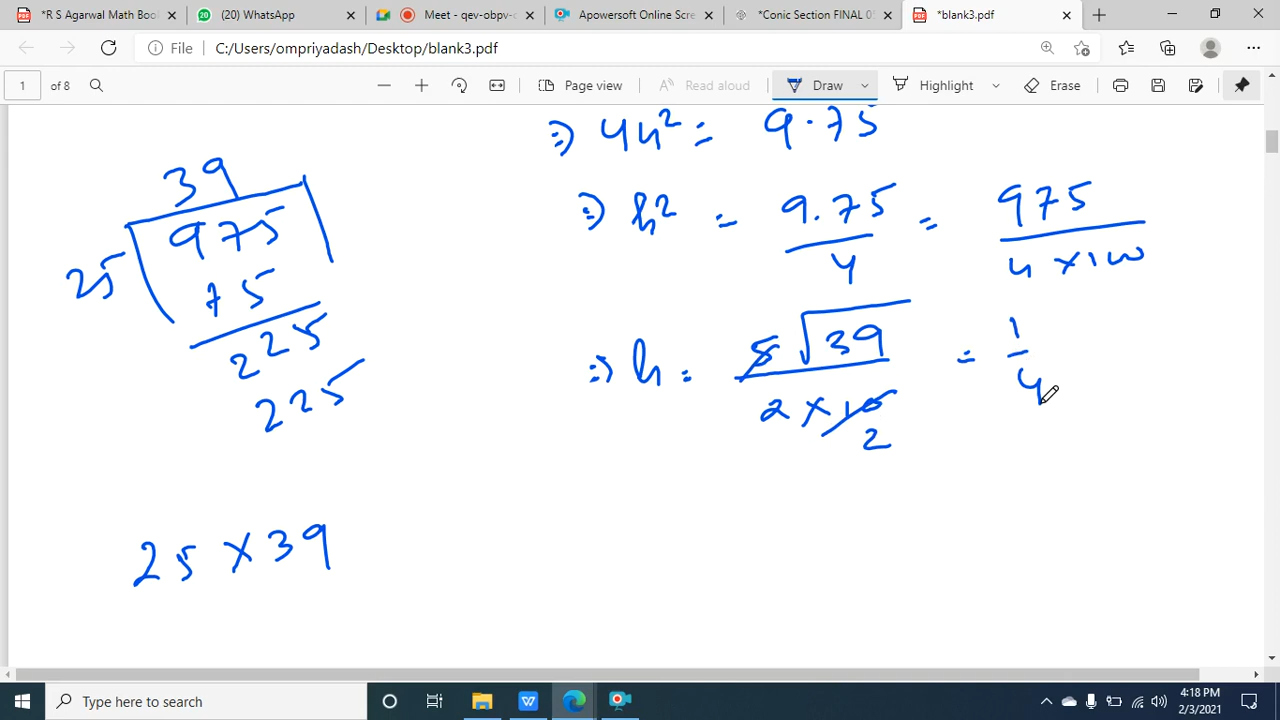 *R S Agarwal Math Boo
(20) WhatsApp
Meet - qev-obpv-c
Apowersoft Online Scre
*Conic Section FINAL 05
*blank3.pdf
File C:/Users/ompriyadash/Desktop/blank3.pdf
1 of 8 Page view Read aloud Draw Highlight Erase
⇒ 4h² = 9.75
⇒ h² = 9.75/4 = 975/(4×100)
⇒ h = 5√39/(2×10) 2 = 1/4
39
25 975
75
225
225
25×39
Type here to search
4:18 PM
2/3/2021